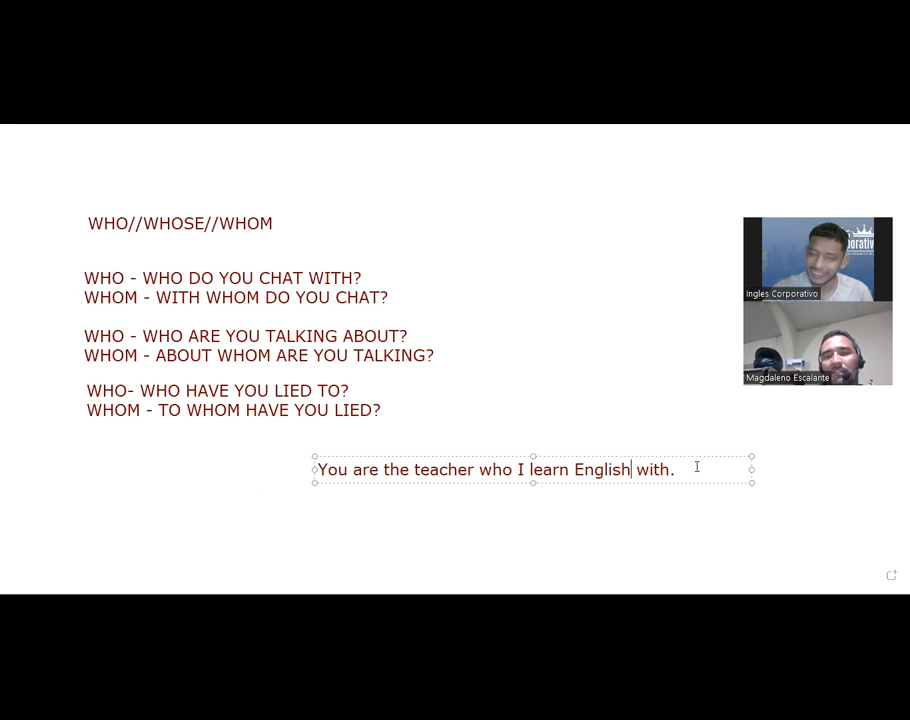 WHO//WHOSE//WHOM
WHO - WHO DO YOU CHAT WITH?
WHOM - WITH WHOM DO YOU CHAT?
WHO - WHO ARE YOU TALKING ABOUT?
WHOM - ABOUT WHOM ARE YOU TALKING?
WHO- WHO HAVE YOU LIED TO?
WHOM - TO WHOM HAVE YOU LIED?
You are the teacher who I learn English with.
Ingles Corporativo
Magdaleno Escalante